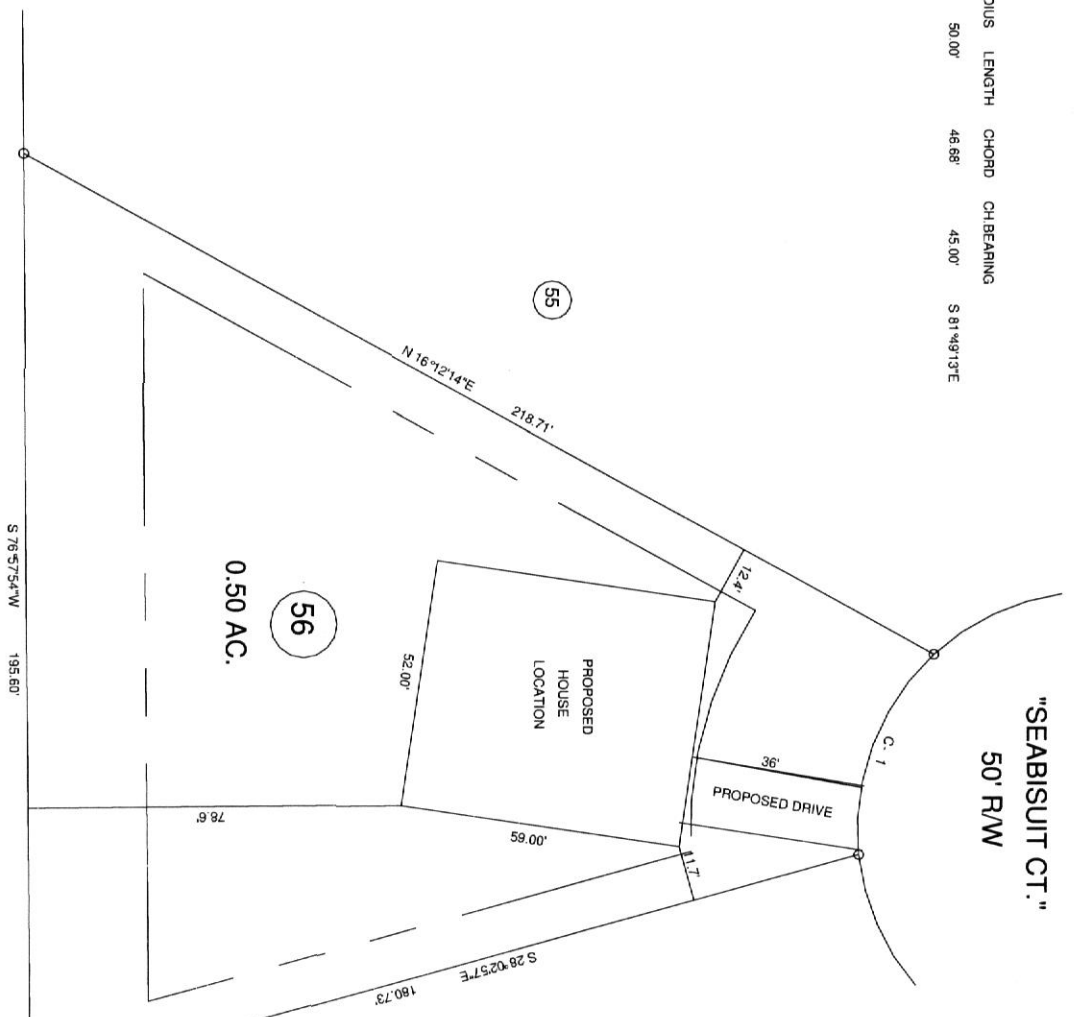 DIUS LENGTH CHORD CH.BEARING
50.00' 46.68' 45.00' S 81°49'13"E
"SEABISUIT CT."
50' R/W
C. 1
55
N 16°12'14"E 218.71'
12.4'
36'
PROPOSED DRIVE
PROPOSED
HOUSE
LOCATION
52.00'
59.00'
11.7'
56
0.50 AC.
78.6'
S 28°02'57"E 180.73'
S 76°57'54"W 195.60'